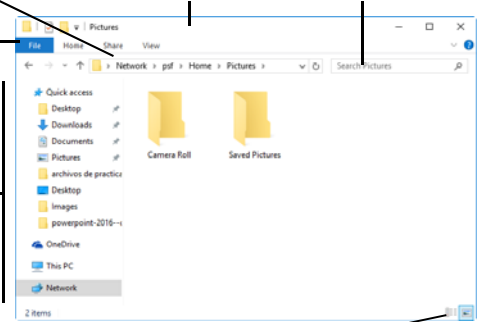 Pictures
File Home Share View
Network psf Home Pictures
Search Pictures
Quick access
Desktop
Downloads
Documents
Pictures
archivos de practica
Desktop
Images
powerpoint-2016--
OneDrive
This PC
Network
Camera Roll
Saved Pictures
2 items